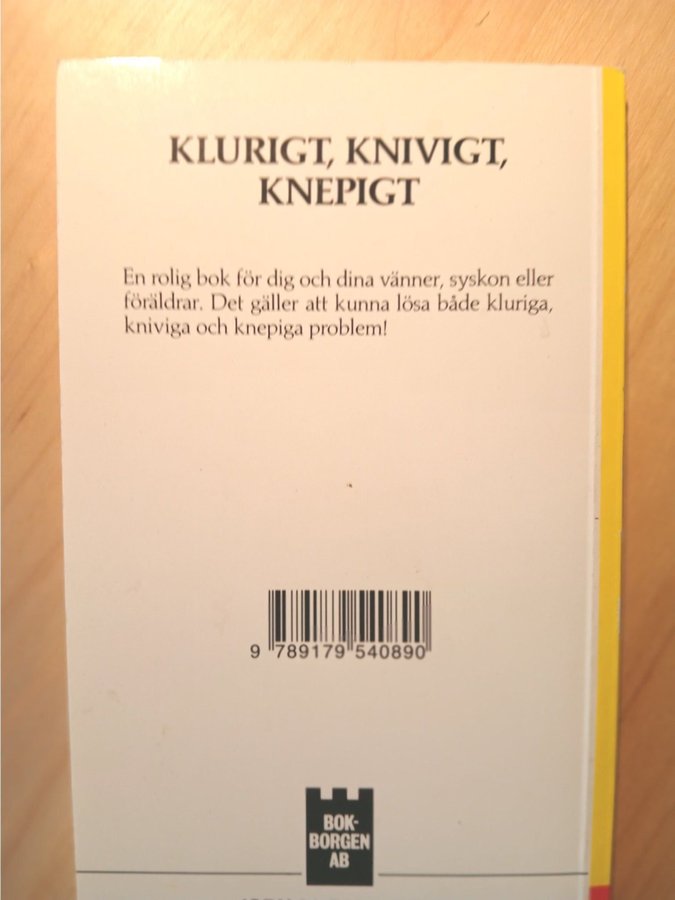 KLURIGT, KNIVIGT,
KNEPIGT
En rolig bok för dig och dina vänner, syskon eller
föräldrar. Det gäller att kunna lösa både kluriga,
kniviga och knepiga problem!
9 789179 540890
BOK-
BORGEN
AB